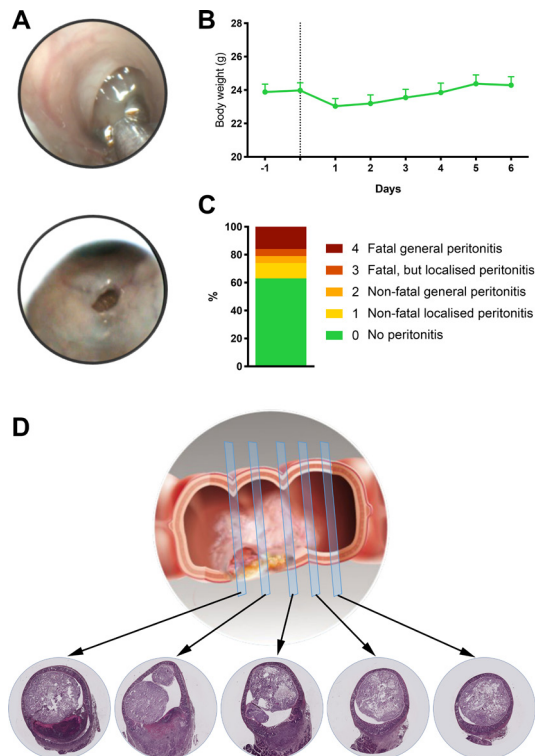 A
B
Body weight (g)
28
26
24
22
20
-1
0
1
2
3
4
5
6
Days
C
%
100
80
60
40
20
0
4 Fatal general peritonitis
3 Fatal, but localised peritonitis
2 Non-fatal general peritonitis
1 Non-fatal localised peritonitis
0 No peritonitis
D